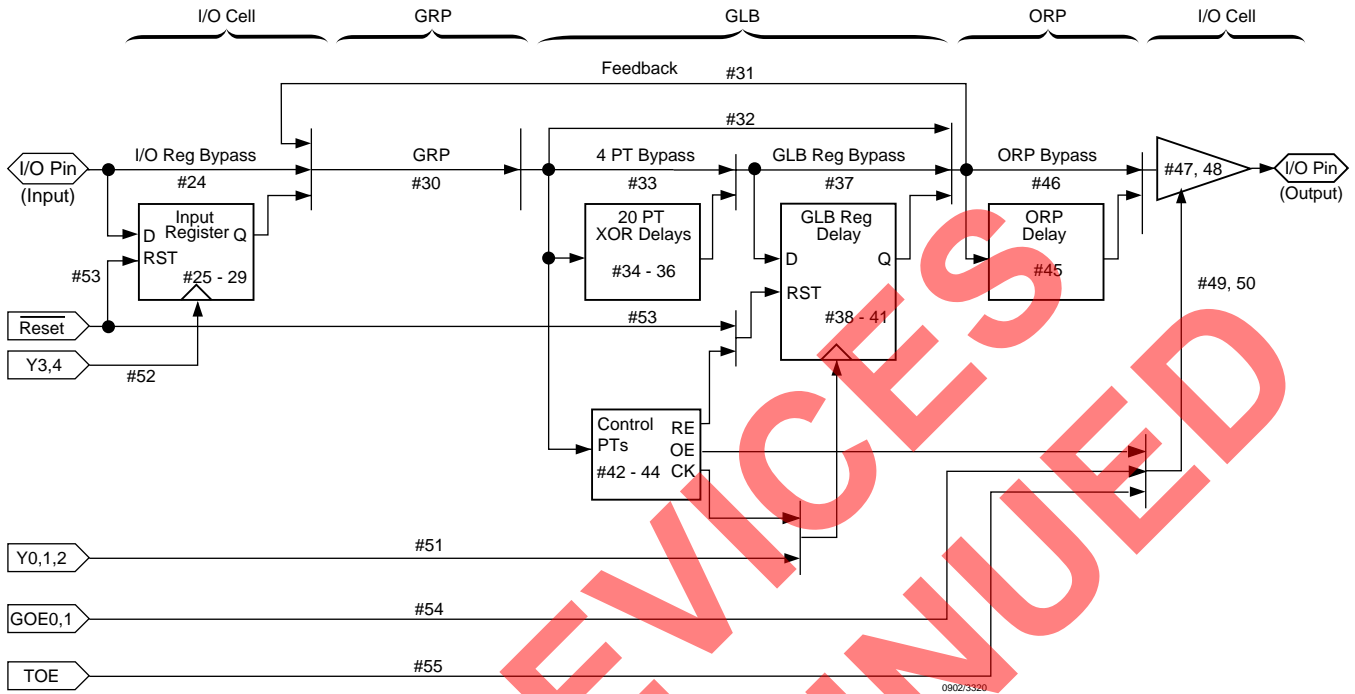 I/O Cell
GRP
GLB
ORP
I/O Cell
Feedback
#31
#32
I/O Pin
(Input)
I/O Reg Bypass
#24
GRP
#30
4 PT Bypass
#33
GLB Reg Bypass
#37
ORP Bypass
#46
#47, 48
I/O Pin
(Output)
Input
Register
D
Q
RST
#25 - 29
20 PT
XOR Delays
#34 - 36
GLB Reg
Delay
D
Q
RST
#38 - 41
ORP
Delay
#45
#53
#49, 50
Reset
#53
Y3,4
#52
Control
PTs
#42 - 44
RE
OE
CK
Y0,1,2
#51
GOE0,1
#54
TOE
#55
0902/3320
EVICES
NUED